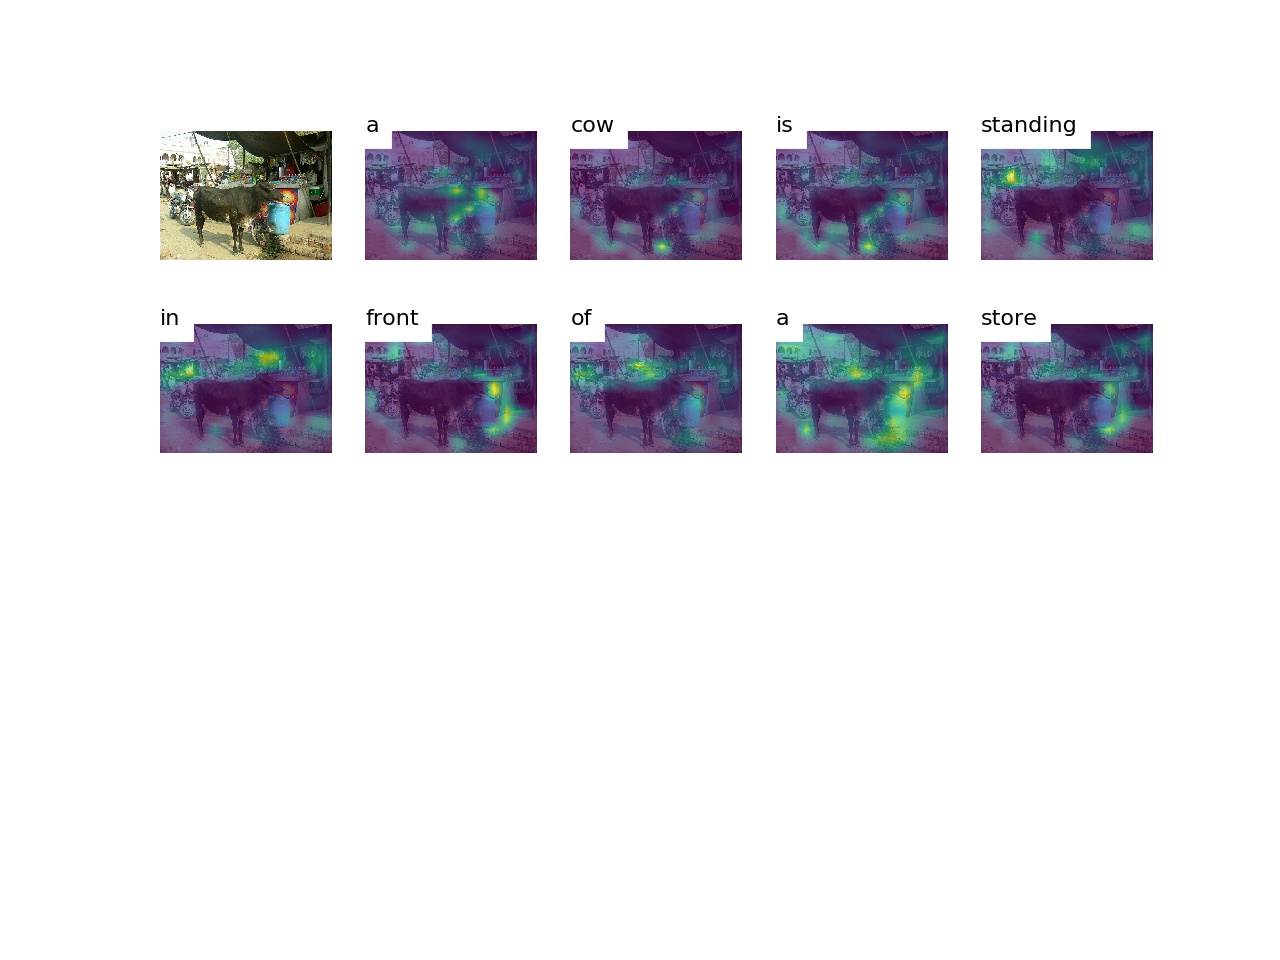 a
cow
is
standing
in
front
of
a
store